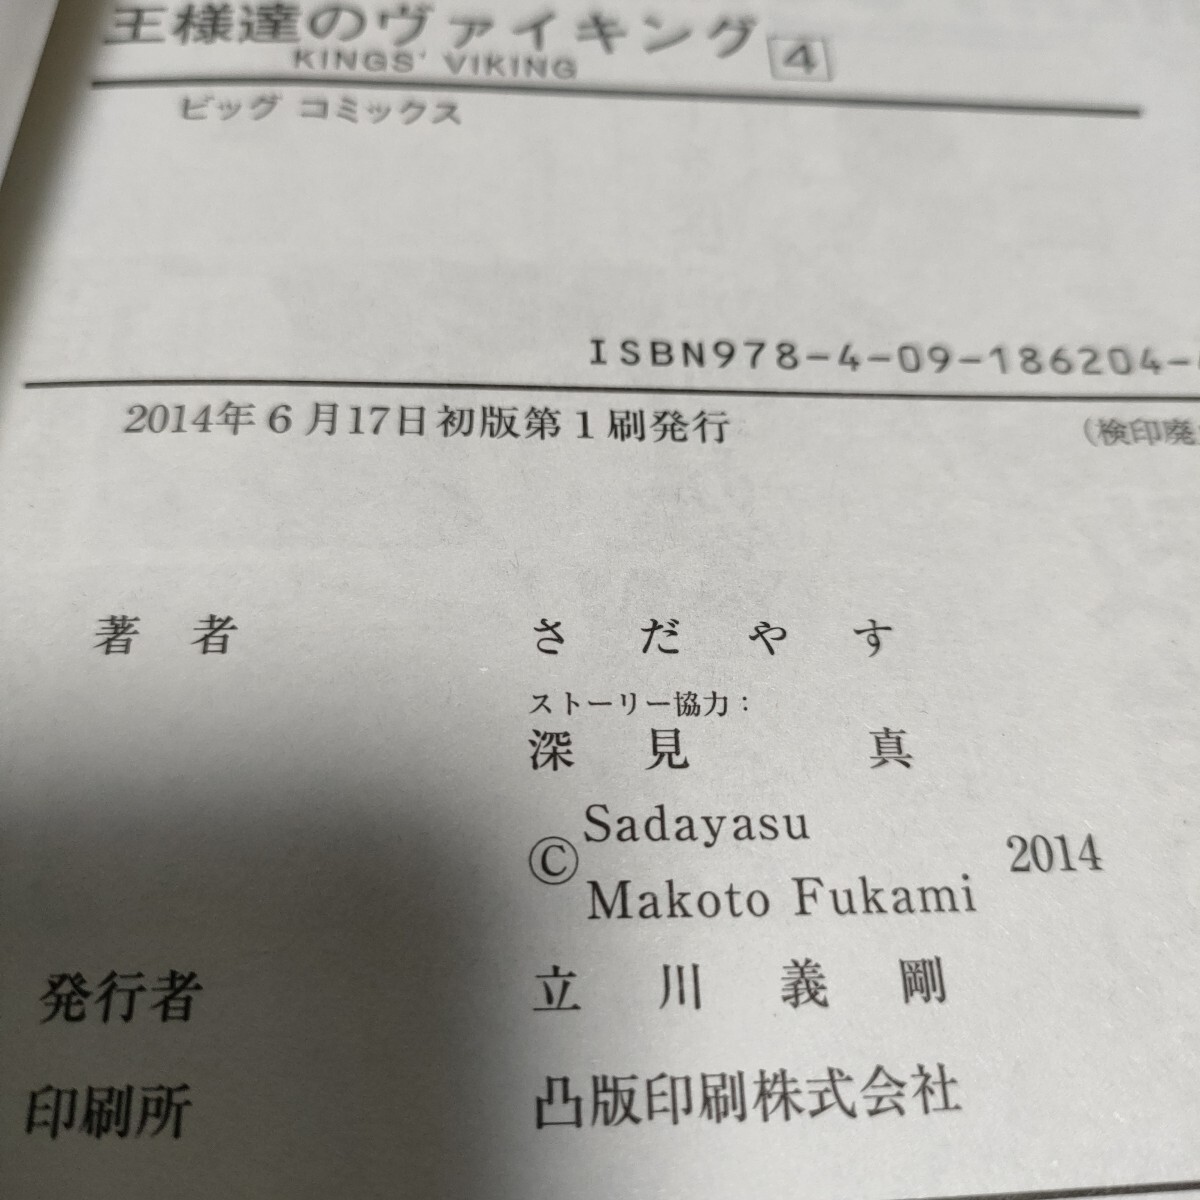 王様達のヴァイキング 4
KINGS' VIKING
ビッグ コミックス
ISBN978-4-09-186204-
2014年6月17日初版第1刷発行
(検印廃
著者 さだやす
ストーリー協力：
深見 真
© Sadayasu
Makoto Fukami 2014
発行者 立川義剛
印刷所 凸版印刷株式会社